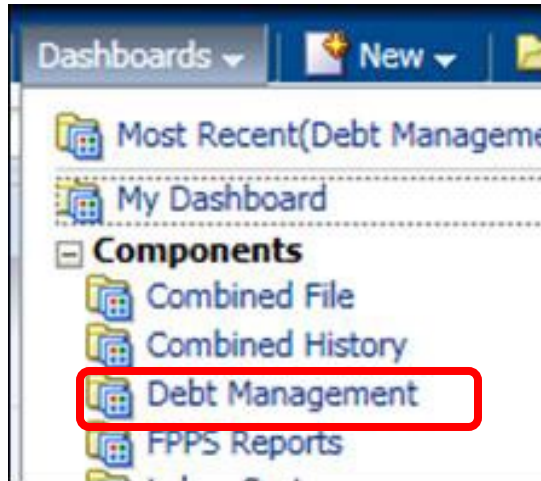 Dashboards New
Most Recent(Debt Manageme
My Dashboard
Components
Combined File
Combined History
Debt Management
FPPS Reports